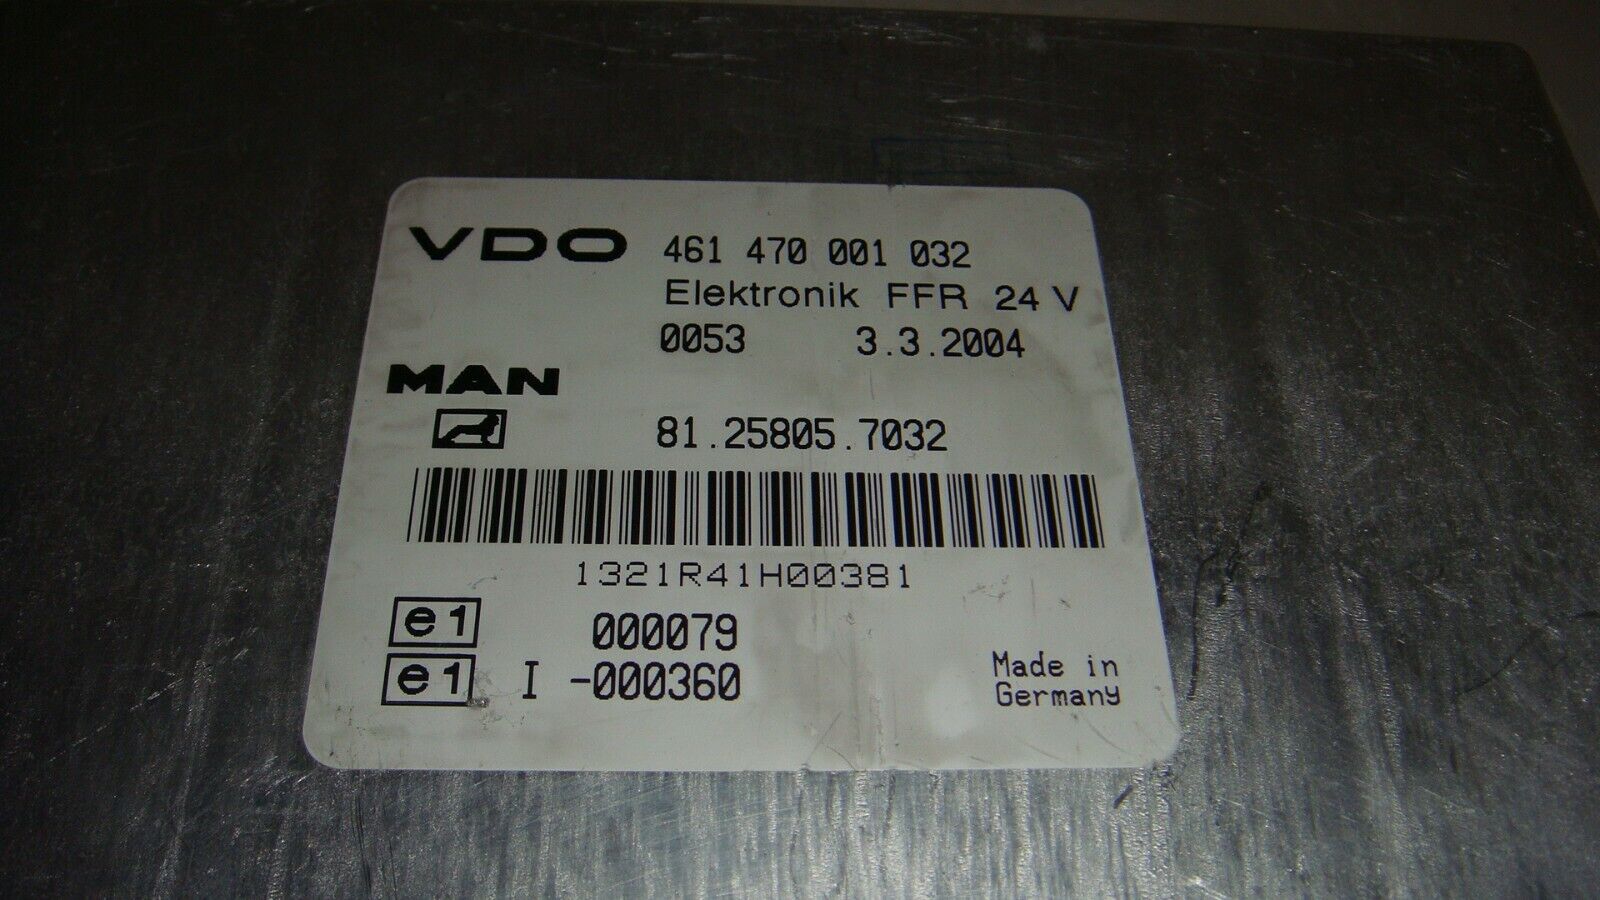 VDO 461 470 001 032
Elektronik FFR 24 V
0053 3.3.2004
MAN
81.25805.7032
1321R41H00381
e1 000079
e1 I -000360
Made in
Germany